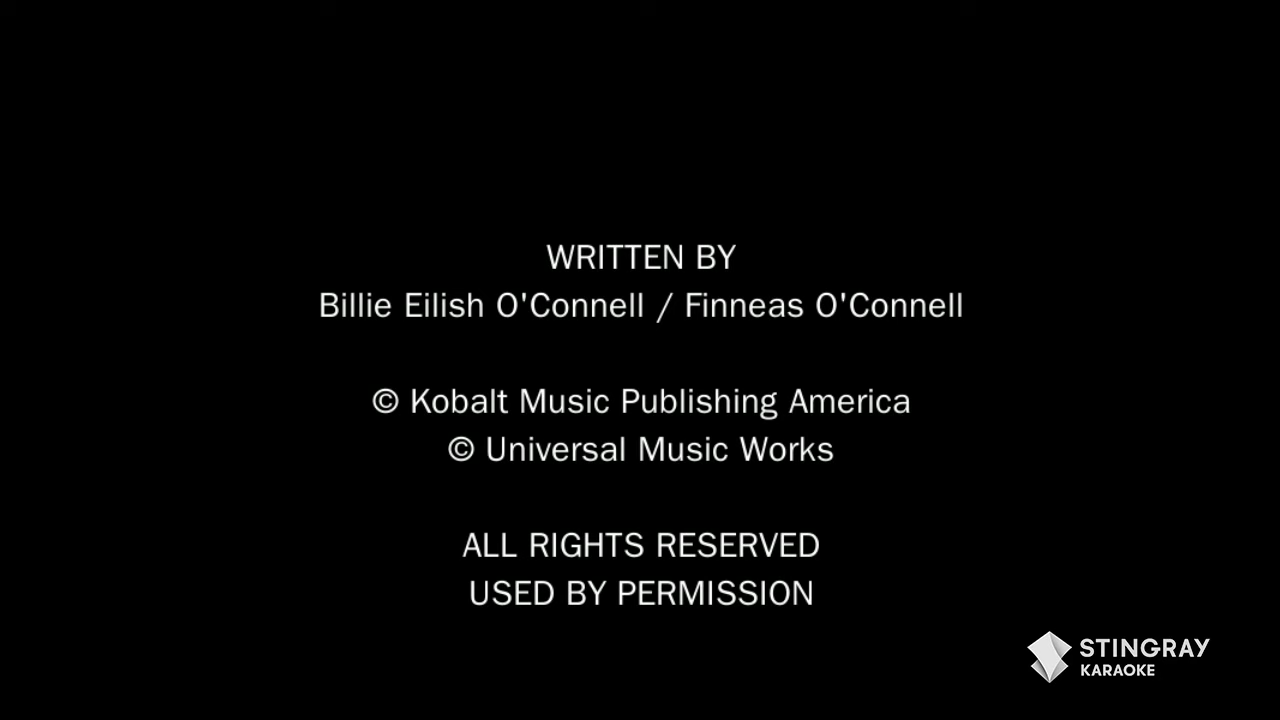 WRITTEN BY
Billie Eilish O'Connell / Finneas O'Connell
© Kobalt Music Publishing America
© Universal Music Works
ALL RIGHTS RESERVED
USED BY PERMISSION
STINGRAY
KARAOKE